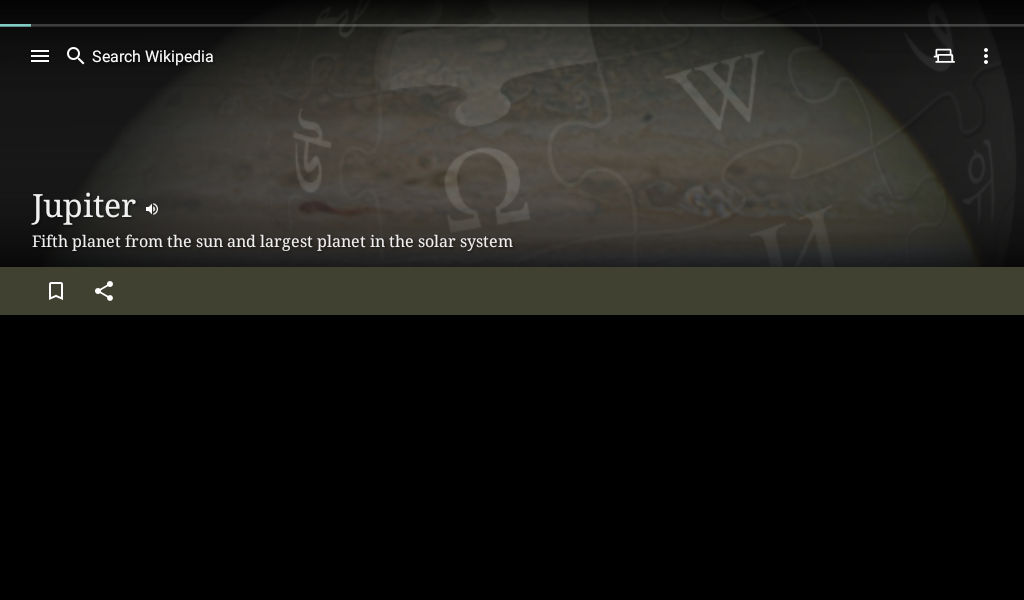 Search Wikipedia
W
Ω
И
Jupiter
Fifth planet from the sun and largest planet in the solar system